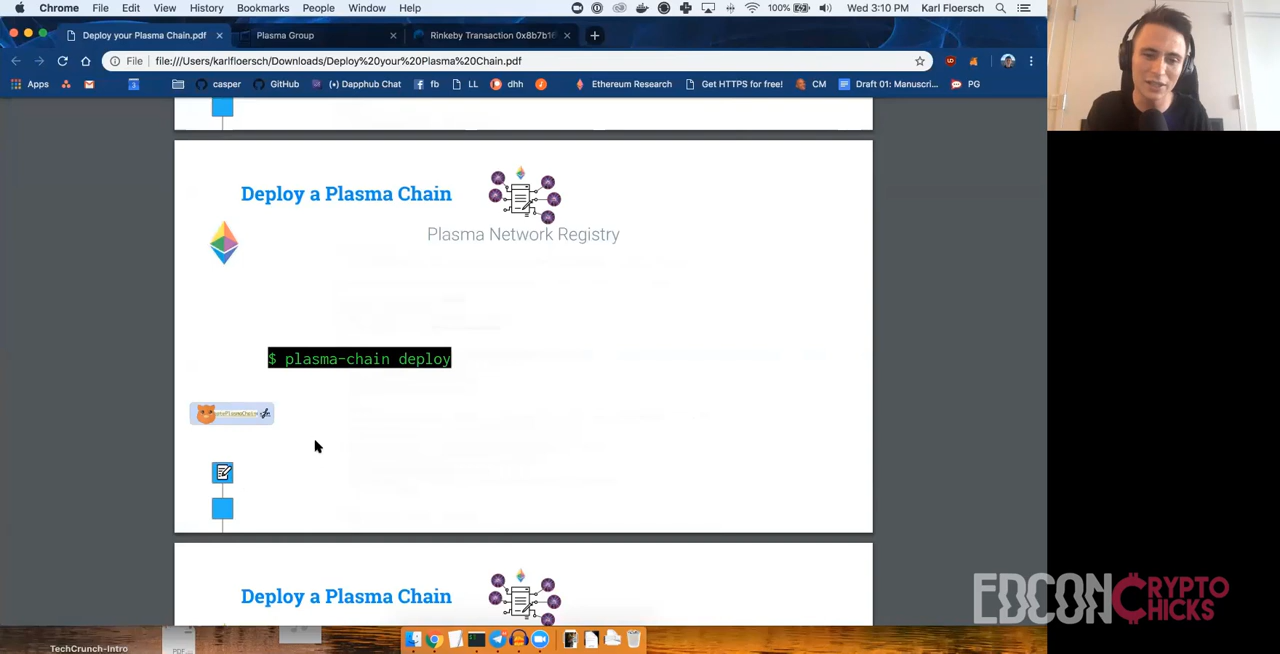 Chrome File Edit View History Bookmarks People Window Help 100% Wed 3:10 PM Karl Floersch
Deploy your Plasma Chain.pdf Plasma Group Rinkeby Transaction 0x8b7b16
File file:///Users/karlfloersch/Downloads/Deploy%20your%20Plasma%20Chain.pdf
Apps casper GitHub (•) Dapphub Chat fb LL dhh Ethereum Research Get HTTPS for free! CM Draft 01: Manuscri... PG
Deploy a Plasma Chain
Plasma Network Registry
$ plasma-chain deploy
Deploy a Plasma Chain
EDCON CRYPTO
CHICKS
TechCrunch-Intro
PDF